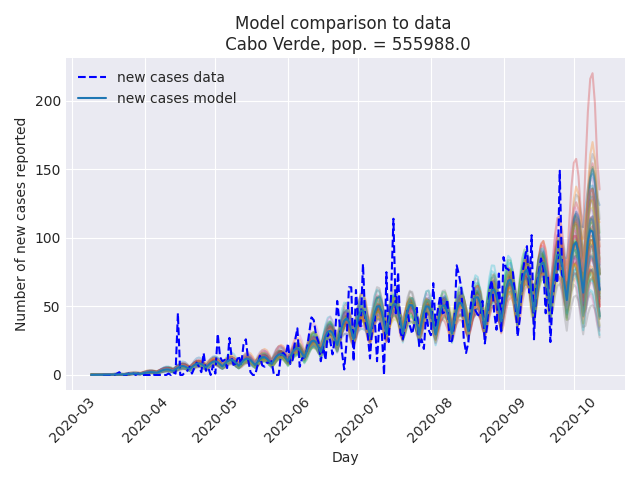 Model comparison to data
Cabo Verde, pop. = 555988.0
new cases data
new cases model
Number of new cases reported
200
150
100
50
0
2020-03
2020-04
2020-05
2020-06
2020-07
2020-08
2020-09
2020-10
Day